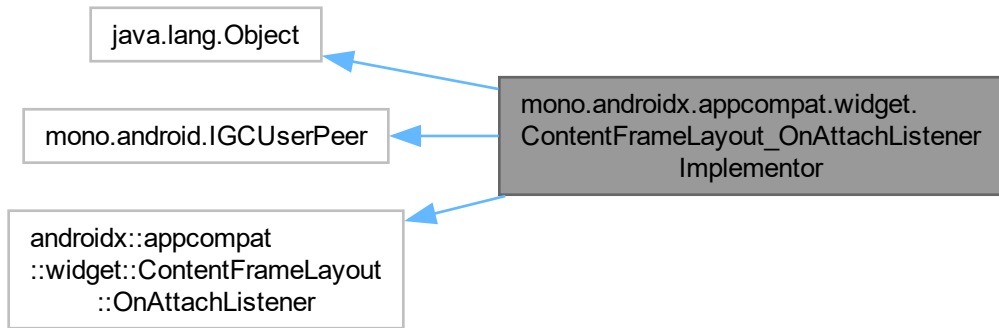 java.lang.Object
mono.android.IGCUserPeer
androidx::appcompat
::widget::ContentFrameLayout
::OnAttachListener
mono.androidx.appcompat.widget.
ContentFrameLayout_OnAttachListener
Implementor